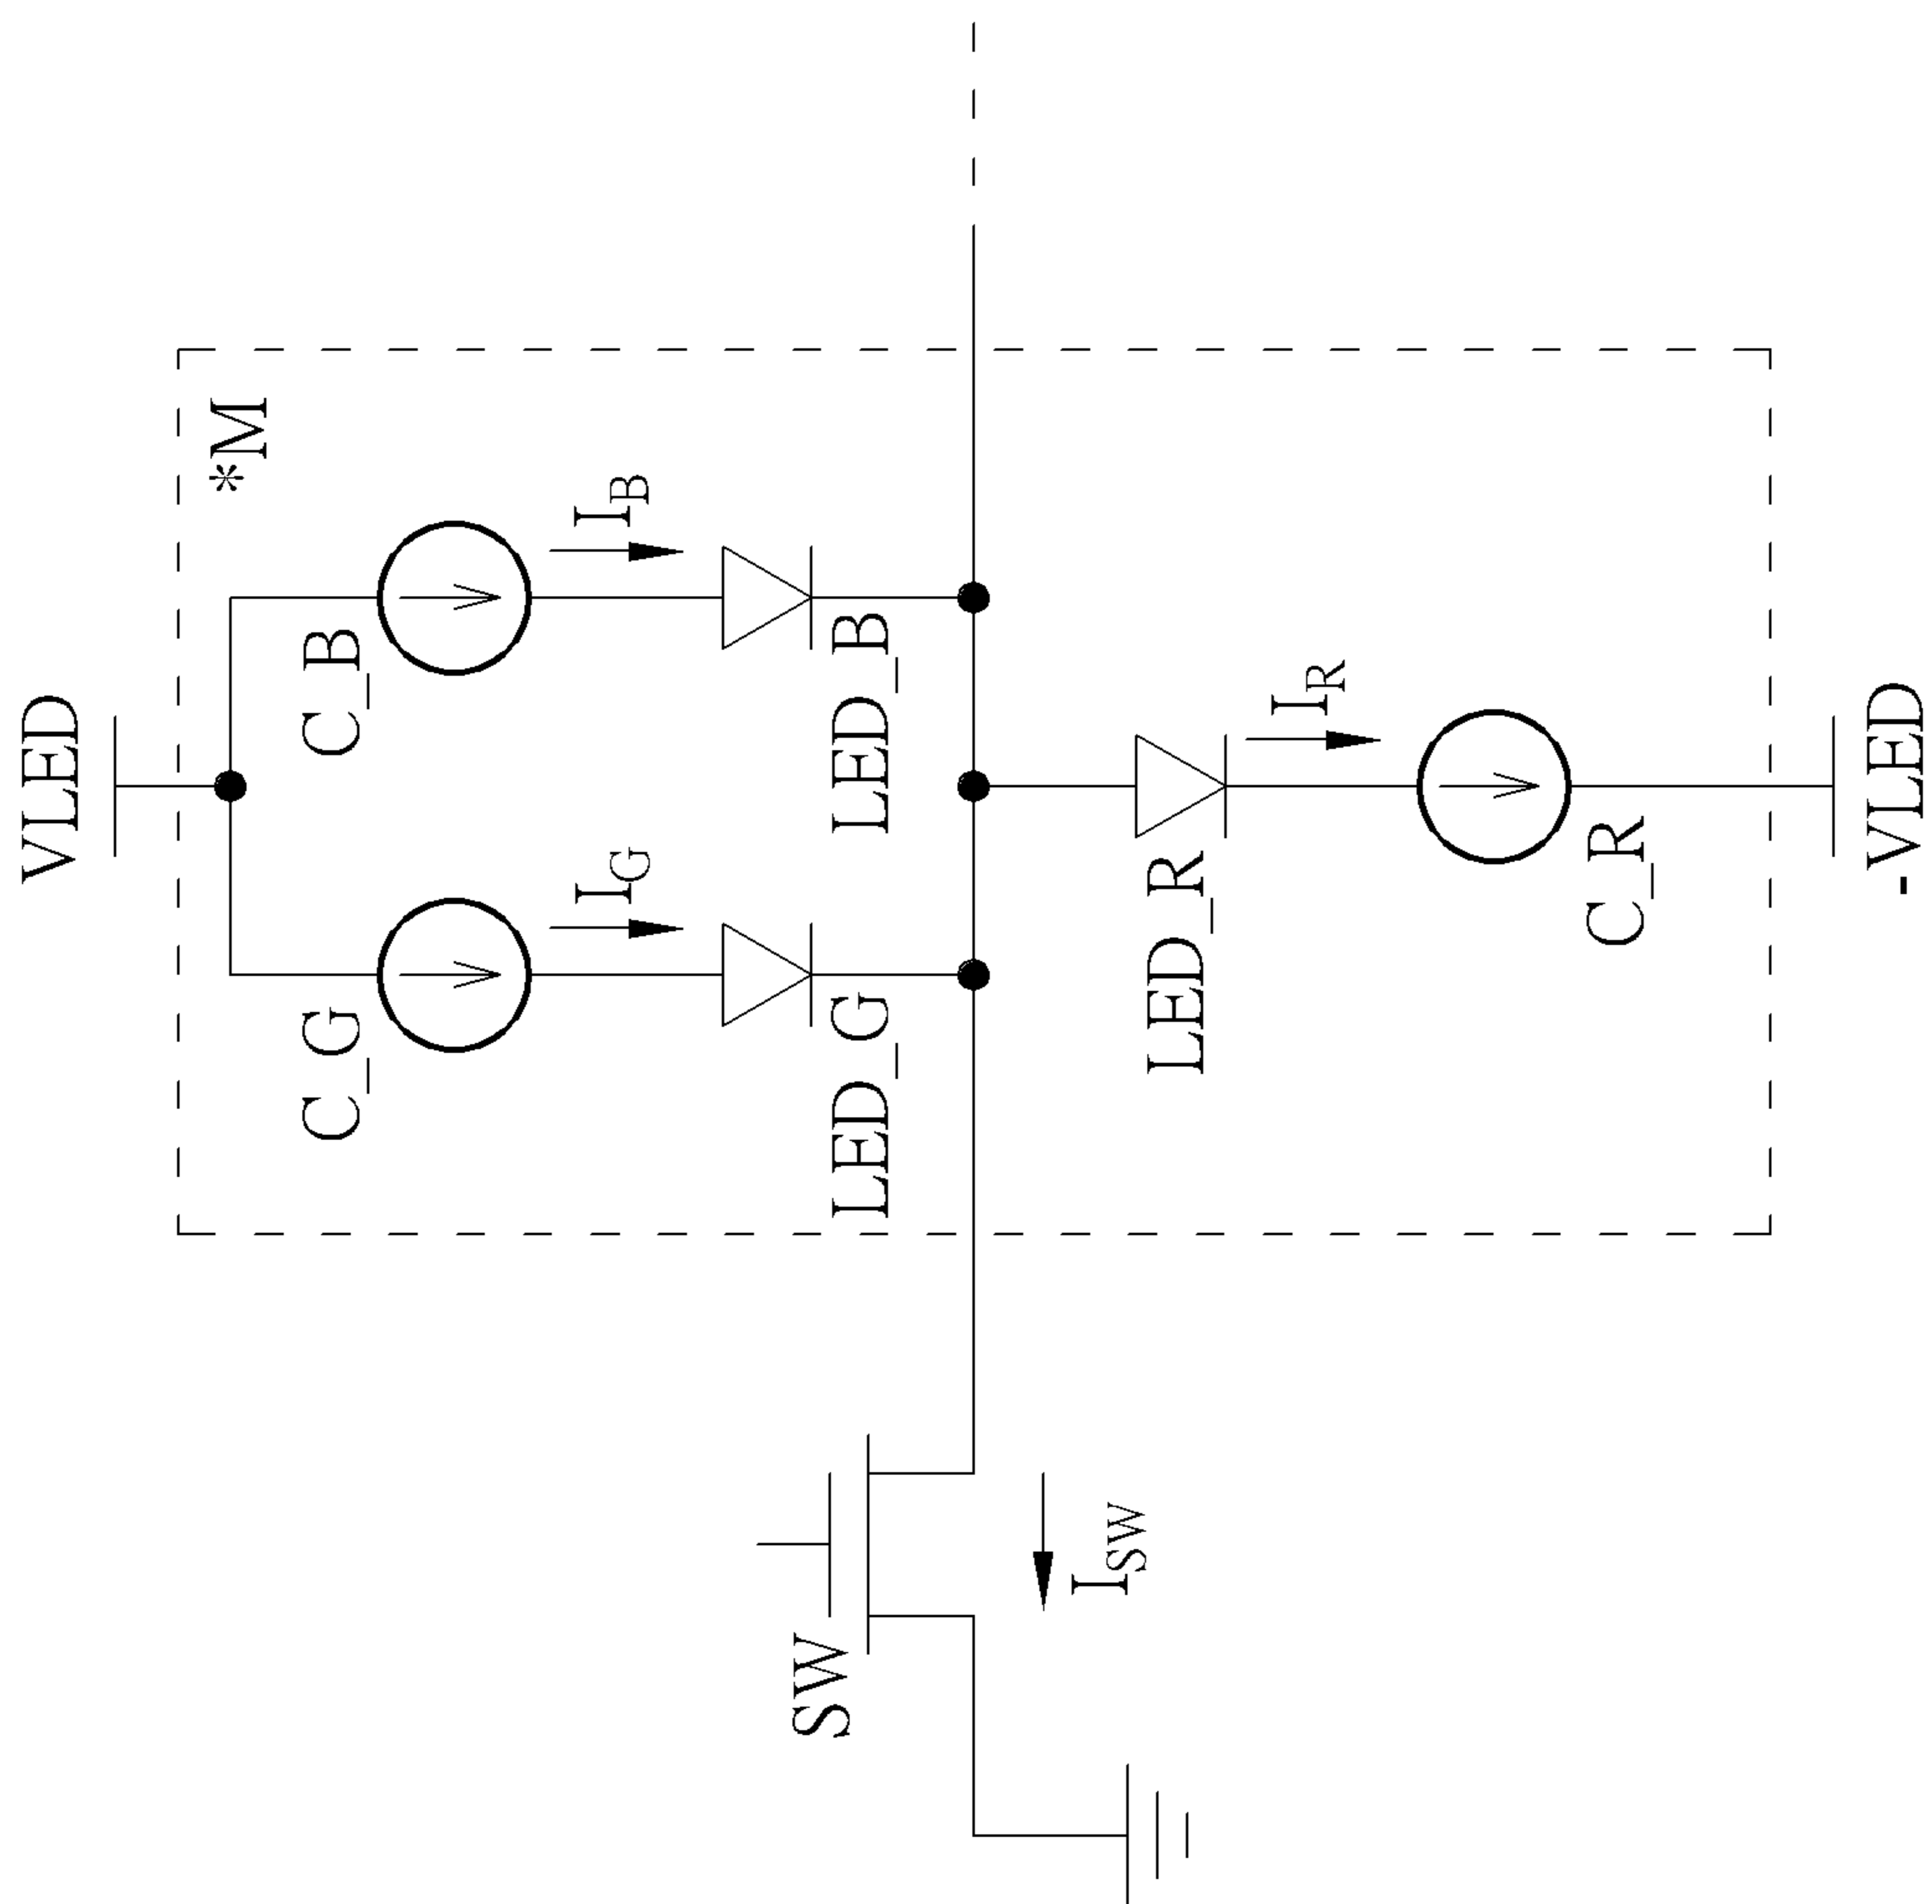 VLED
*M
C_G
C_B
I_G
I_B
LED_G
LED_B
SW
I_SW
LED_R
I_R
C_R
-VLED